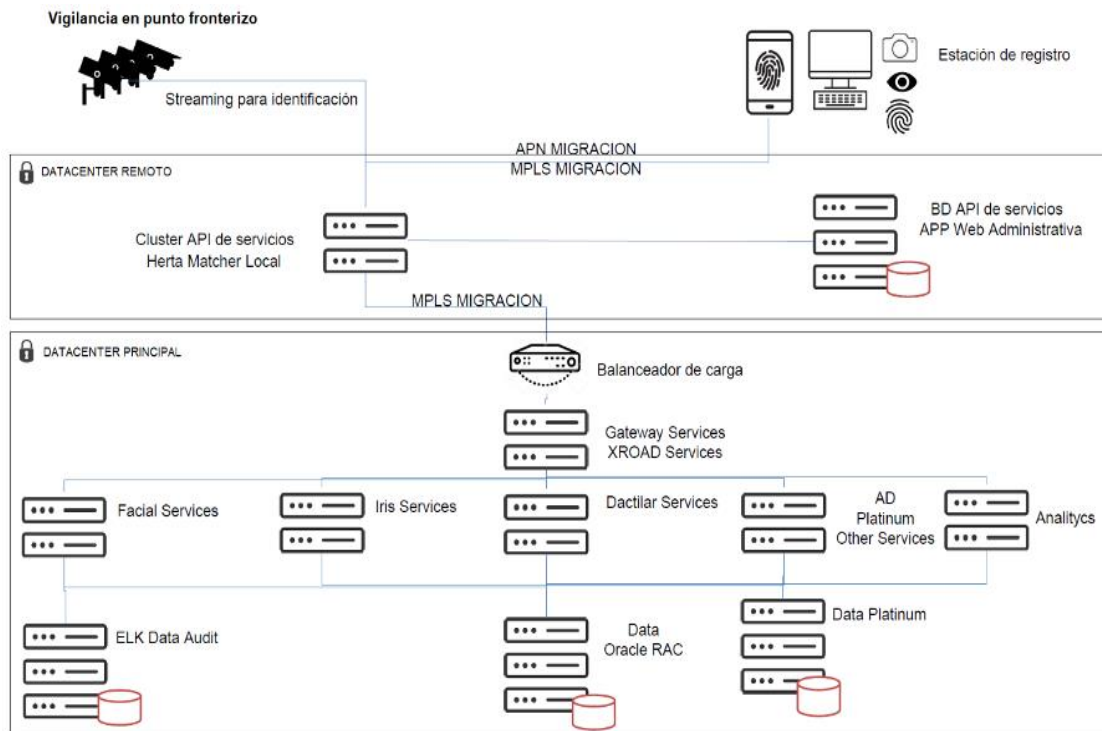 Vigilancia en punto fronterizo
Streaming para identificación
Estación de registro
APN MIGRACION
MPLS MIGRACION
DATACENTER REMOTO
Cluster API de servicios
Herta Matcher Local
BD API de servicios
APP Web Administrativa
MPLS MIGRACION
DATACENTER PRINCIPAL
Balanceador de carga
Gateway Services
XROAD Services
Facial Services
Iris Services
Dactilar Services
AD
Platinum
Other Services
Analitycs
ELK Data Audit
Data
Oracle RAC
Data Platinum